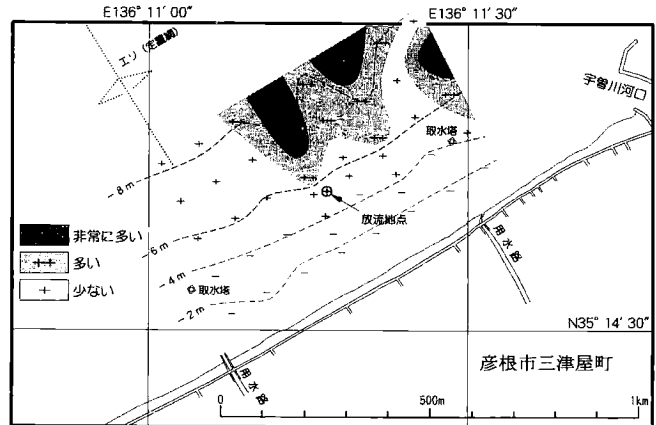 E136° 11′ 00″
E136° 11′ 30″
エリ（定置網）
宇曽川河口
取水塔
－8m
放流地点
－6m
－4m
取水塔
－2m
用水路
用水路
非常に多い
多い
少ない
N35° 14′ 30″
彦根市三津屋町
0
500m
1km